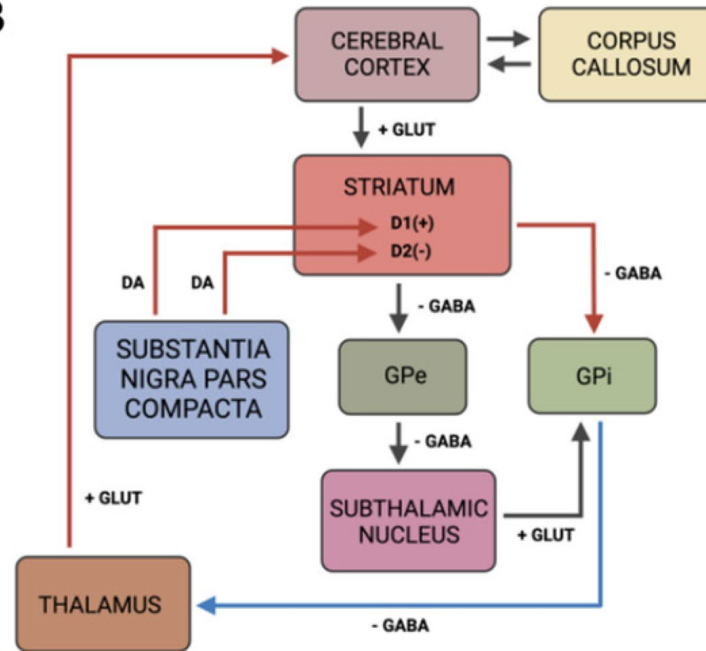 B
CEREBRAL
CORTEX
CORPUS
CALLOSUM
+ GLUT
STRIATUM
D1(+)
D2(-)
DA
DA
- GABA
- GABA
SUBSTANTIA
NIGRA PARS
COMPACTA
GPe
GPi
- GABA
+ GLUT
SUBTHALAMIC
NUCLEUS
+ GLUT
THALAMUS
- GABA